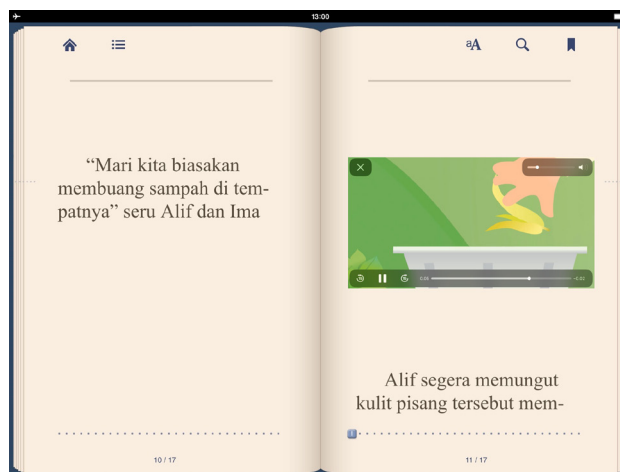 13:00
aA
“Mari kita biasakan
membuang sampah di tem-
patnya” seru Alif dan Ima
10 / 17
Alif segera memungut
kulit pisang tersebut mem-
11 / 17